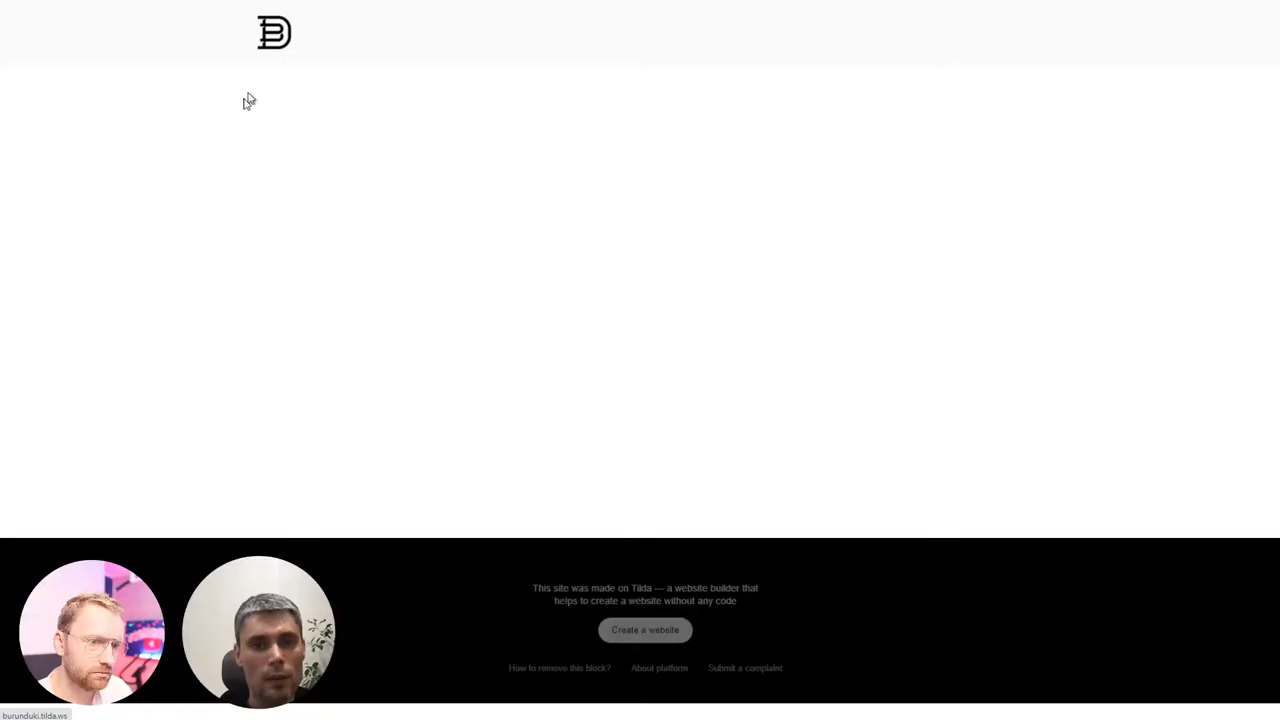 This site was made on Tilda — a website builder that
helps to create a website without any code
Create a website
How to remove this block?
About platform
Submit a complaint
burunduki.tilda.ws